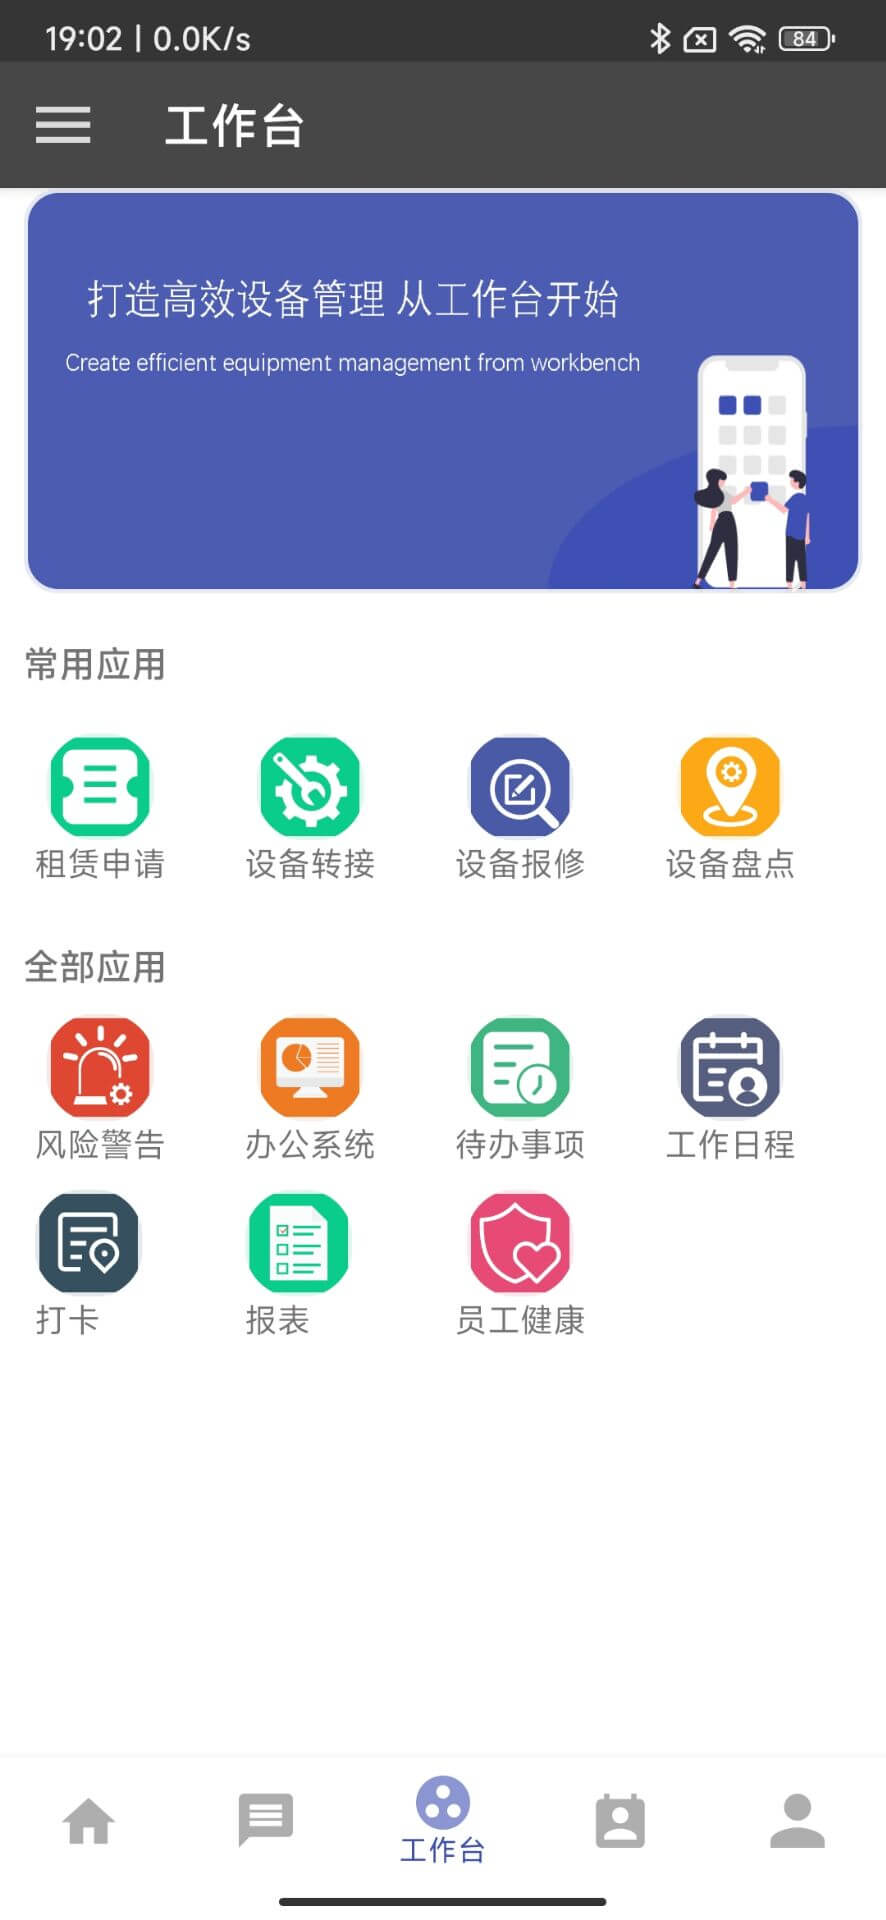 19:02 | 0.0K/s
84
工作台
打造高效设备管理 从工作台开始
Create efficient equipment management from workbench
常用应用
租赁申请 设备转接 设备报修 设备盘点
全部应用
风险警告 办公系统 待办事项 工作日程
打卡 报表 员工健康
工作台